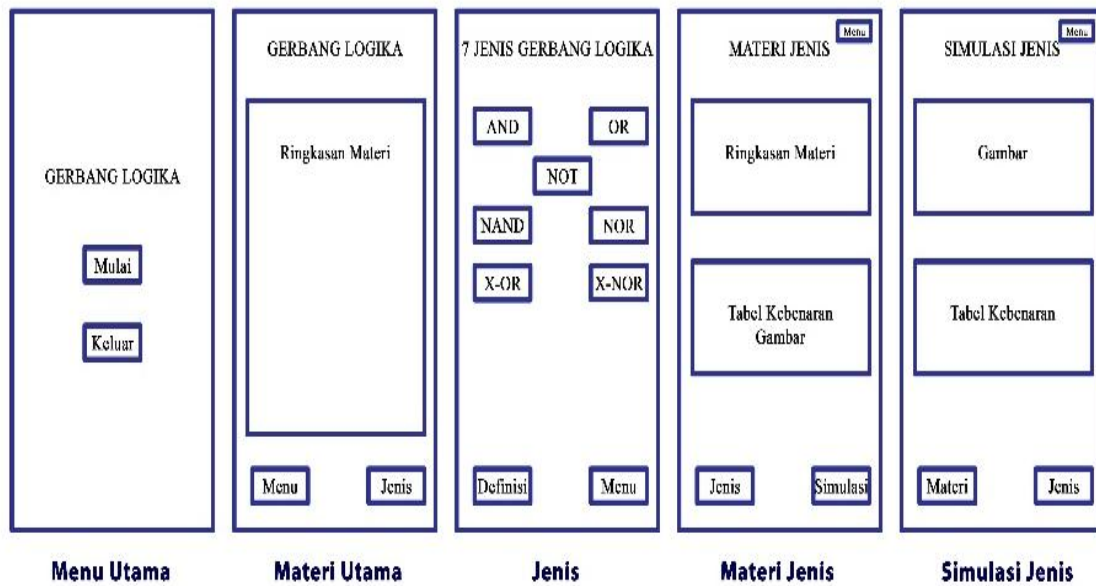 GERBANG LOGIKA
Mulai
Keluar
Menu Utama
GERBANG LOGIKA
Ringkasan Materi
Menu
Jenis
Materi Utama
7 JENIS GERBANG LOGIKA
AND
OR
NOT
NAND
NOR
X-OR
X-NOR
Definisi
Menu
Jenis
Menu
MATERI JENIS
Ringkasan Materi
Tabel Kebenaran
Gambar
Jenis
Simulasi
Materi Jenis
Menu
SIMULASI JENIS
Gambar
Tabel Kebenaran
Materi
Jenis
Simulasi Jenis